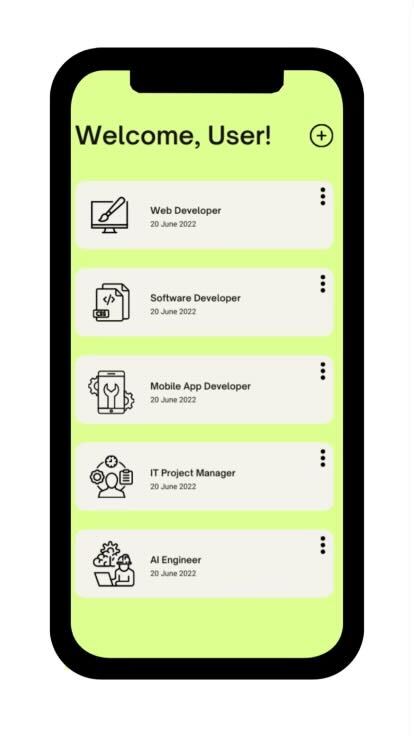 Welcome, User!
Web Developer
20 June 2022
Software Developer
20 June 2022
Mobile App Developer
20 June 2022
IT Project Manager
20 June 2022
AI Engineer
20 June 2022